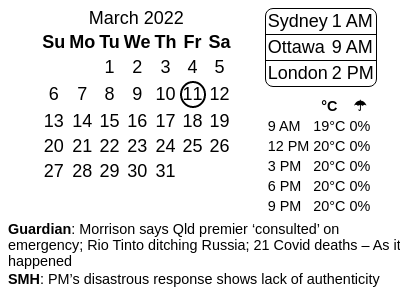 March 2022
Su Mo Tu We Th Fr Sa
1 2 3 4 5
6 7 8 9 10 11 12
13 14 15 16 17 18 19
20 21 22 23 24 25 26
27 28 29 30 31
Sydney 1 AM
Ottawa 9 AM
London 2 PM
°C ☂
9 AM 19°C 0%
12 PM 20°C 0%
3 PM 20°C 0%
6 PM 20°C 0%
9 PM 20°C 0%
Guardian: Morrison says Qld premier ‘consulted’ on
emergency; Rio Tinto ditching Russia; 21 Covid deaths – As it
happened
SMH: PM’s disastrous response shows lack of authenticity